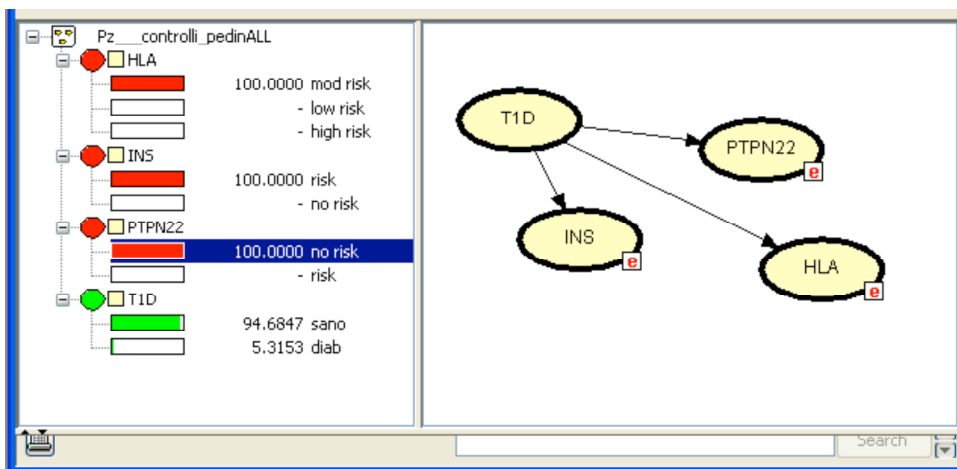 Pz___controlli_pedinALL
HLA
100.0000 mod risk
- low risk
- high risk
INS
100.0000 risk
- no risk
PTPN22
100.0000 no risk
- risk
T1D
94.6847 sano
5.3153 diab
T1D
PTPN22
e
INS
e
HLA
e
Search